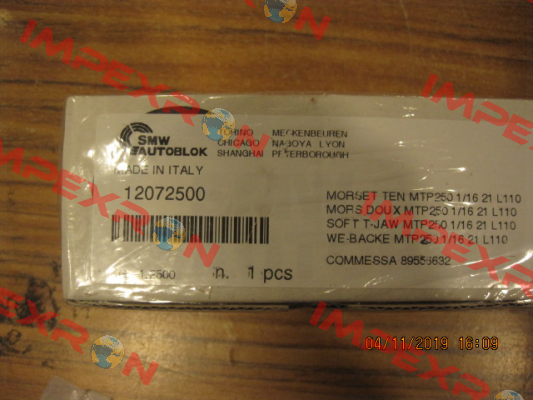 SMW
AUTOBLOK
TORINO MECKENBEUREN
CHICAGO NAGOYA LYON
SHANGHAI PETERBOROUGH
MADE IN ITALY
12072500
MORSET TEN MTP250 1/16 21 L110
MORS DOUX MTP250 1/16 21 L110
SOFT T-JAW MTP250 1/16 21 L110
WE-BACKE MTP250 1/16 21 L110
n. 1 pcs
COMMESSA 89556632
04/11/2019 16:09
IMPEXRON